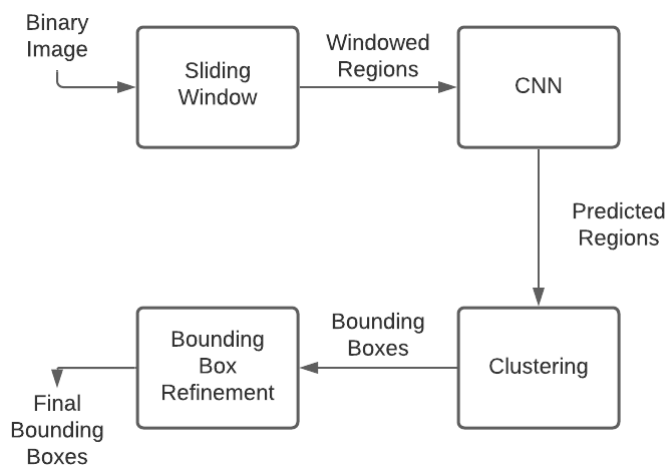 Binary
Image
Sliding
Window
Windowed
Regions
CNN
Predicted
Regions
Clustering
Bounding
Boxes
Bounding
Box
Refinement
Final
Bounding
Boxes